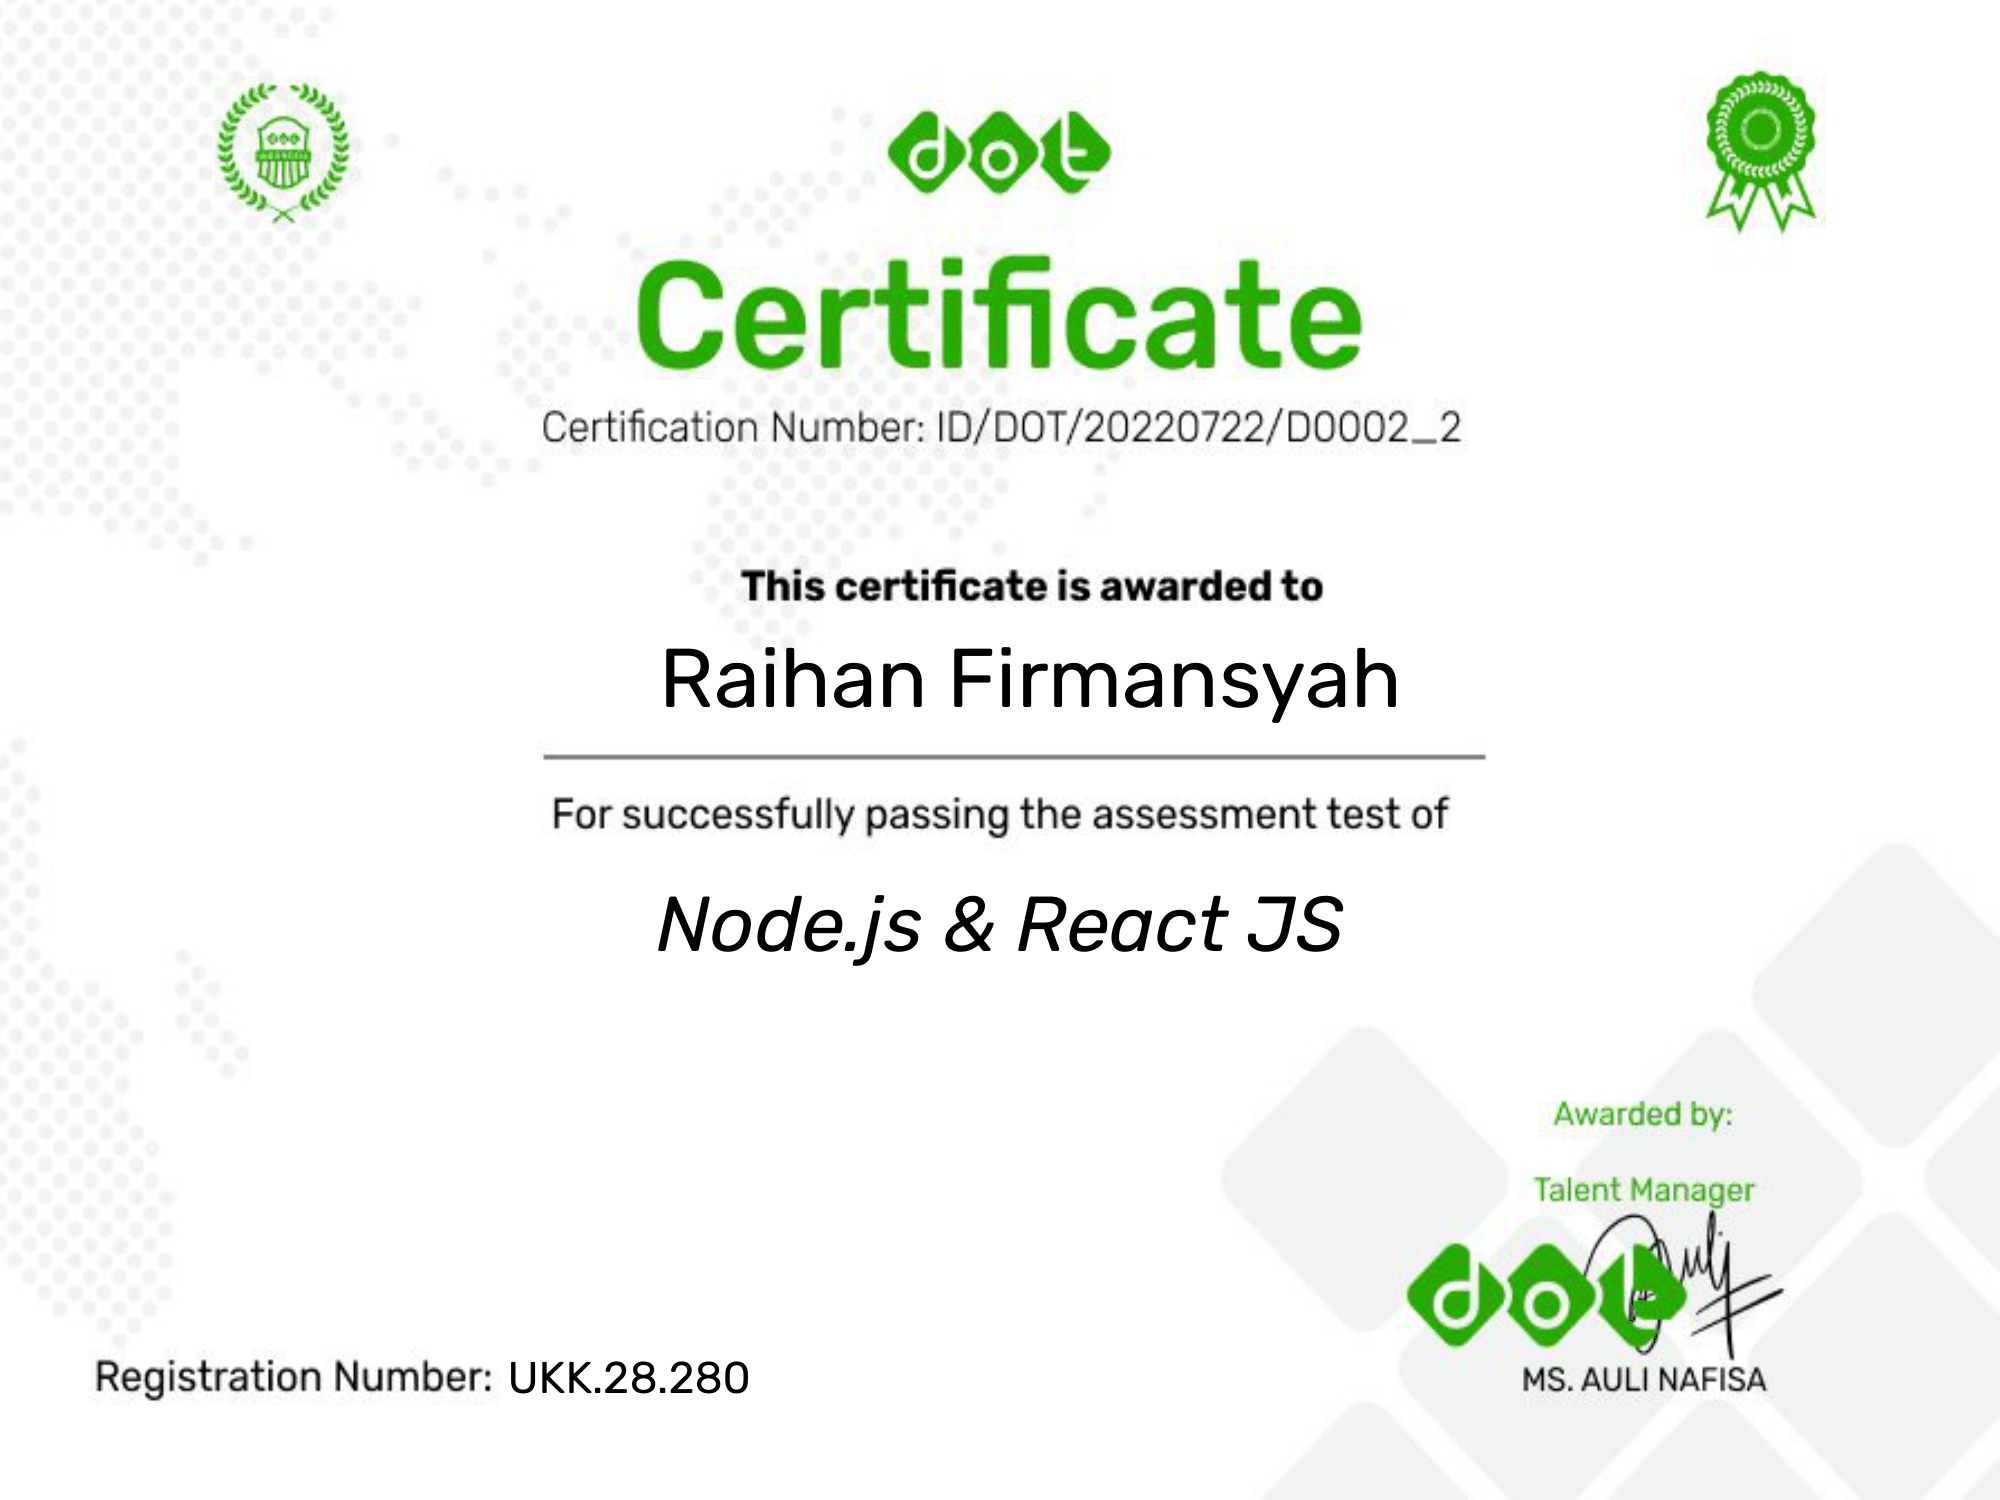 dot
Certificate
Certification Number: ID/DOT/20220722/D0002_2
This certificate is awarded to
Raihan Firmansyah
For successfully passing the assessment test of
Node.js & React JS
Awarded by:
Talent Manager
dot
MS. AULI NAFISA
Registration Number: UKK.28.280